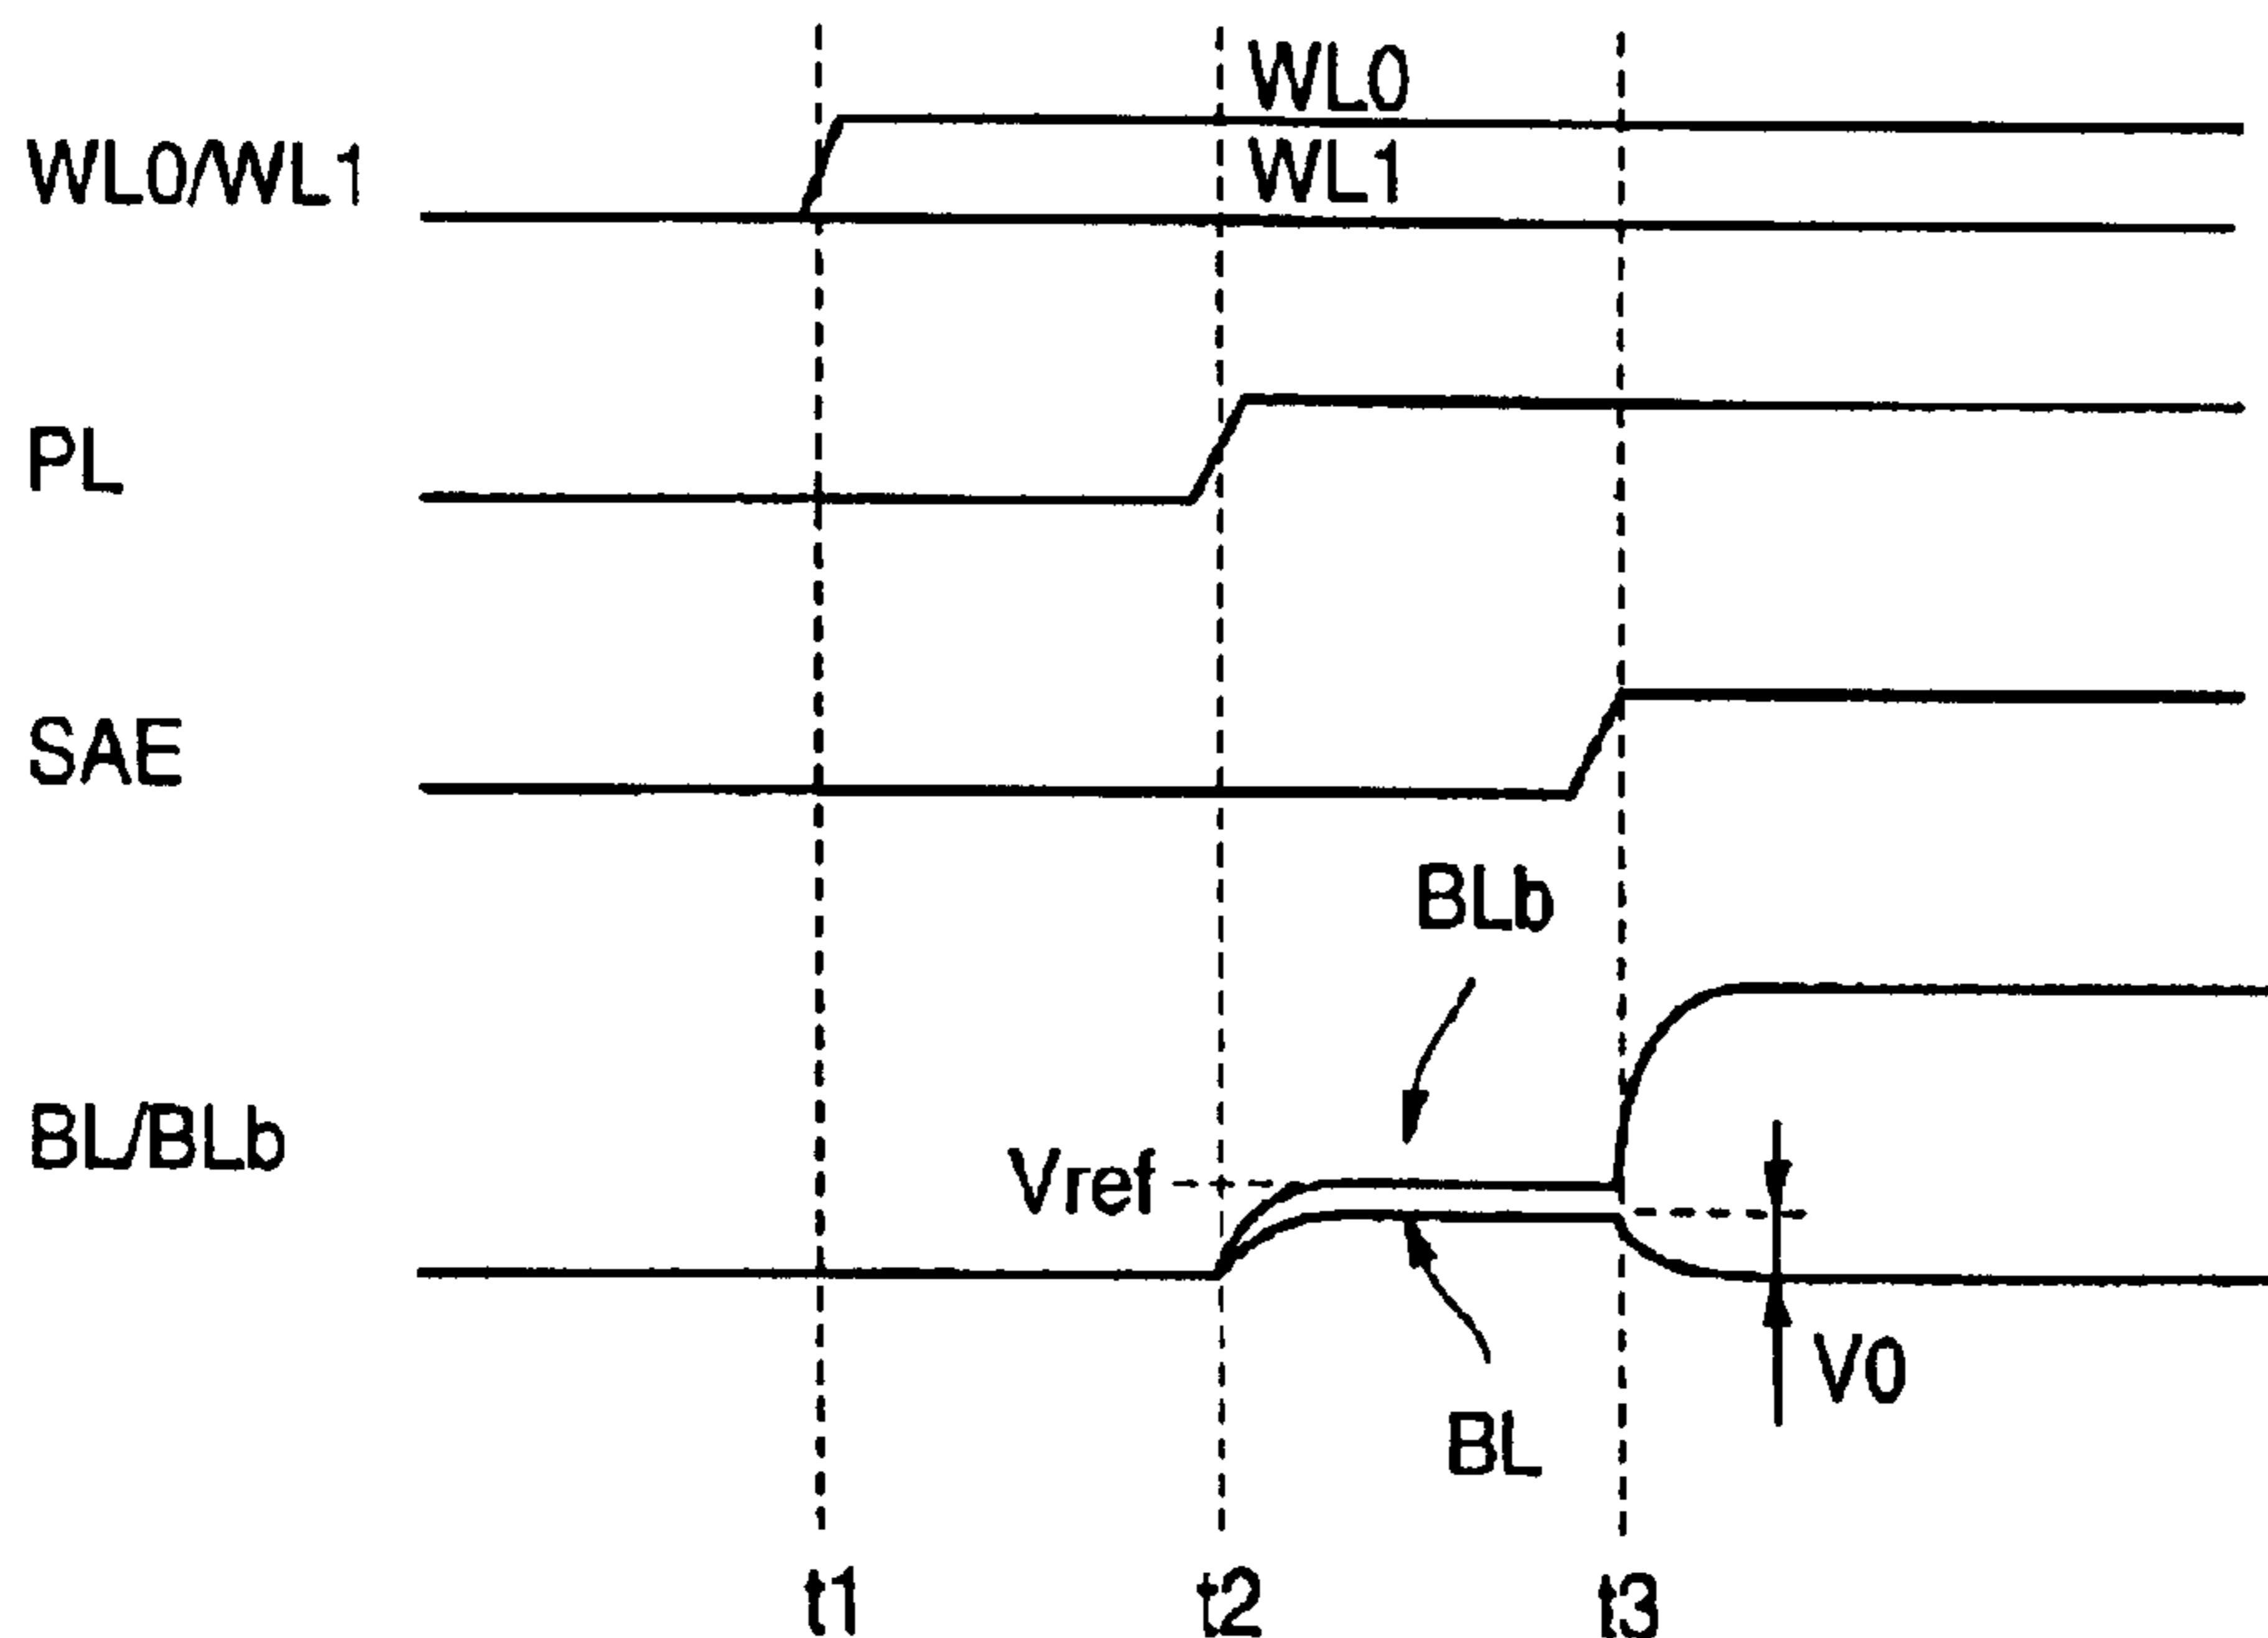 WL0
WL0/WL1
WL1
PL
SAE
BLb
BL/BLb
Vref
V0
BL
t1
t2
t3